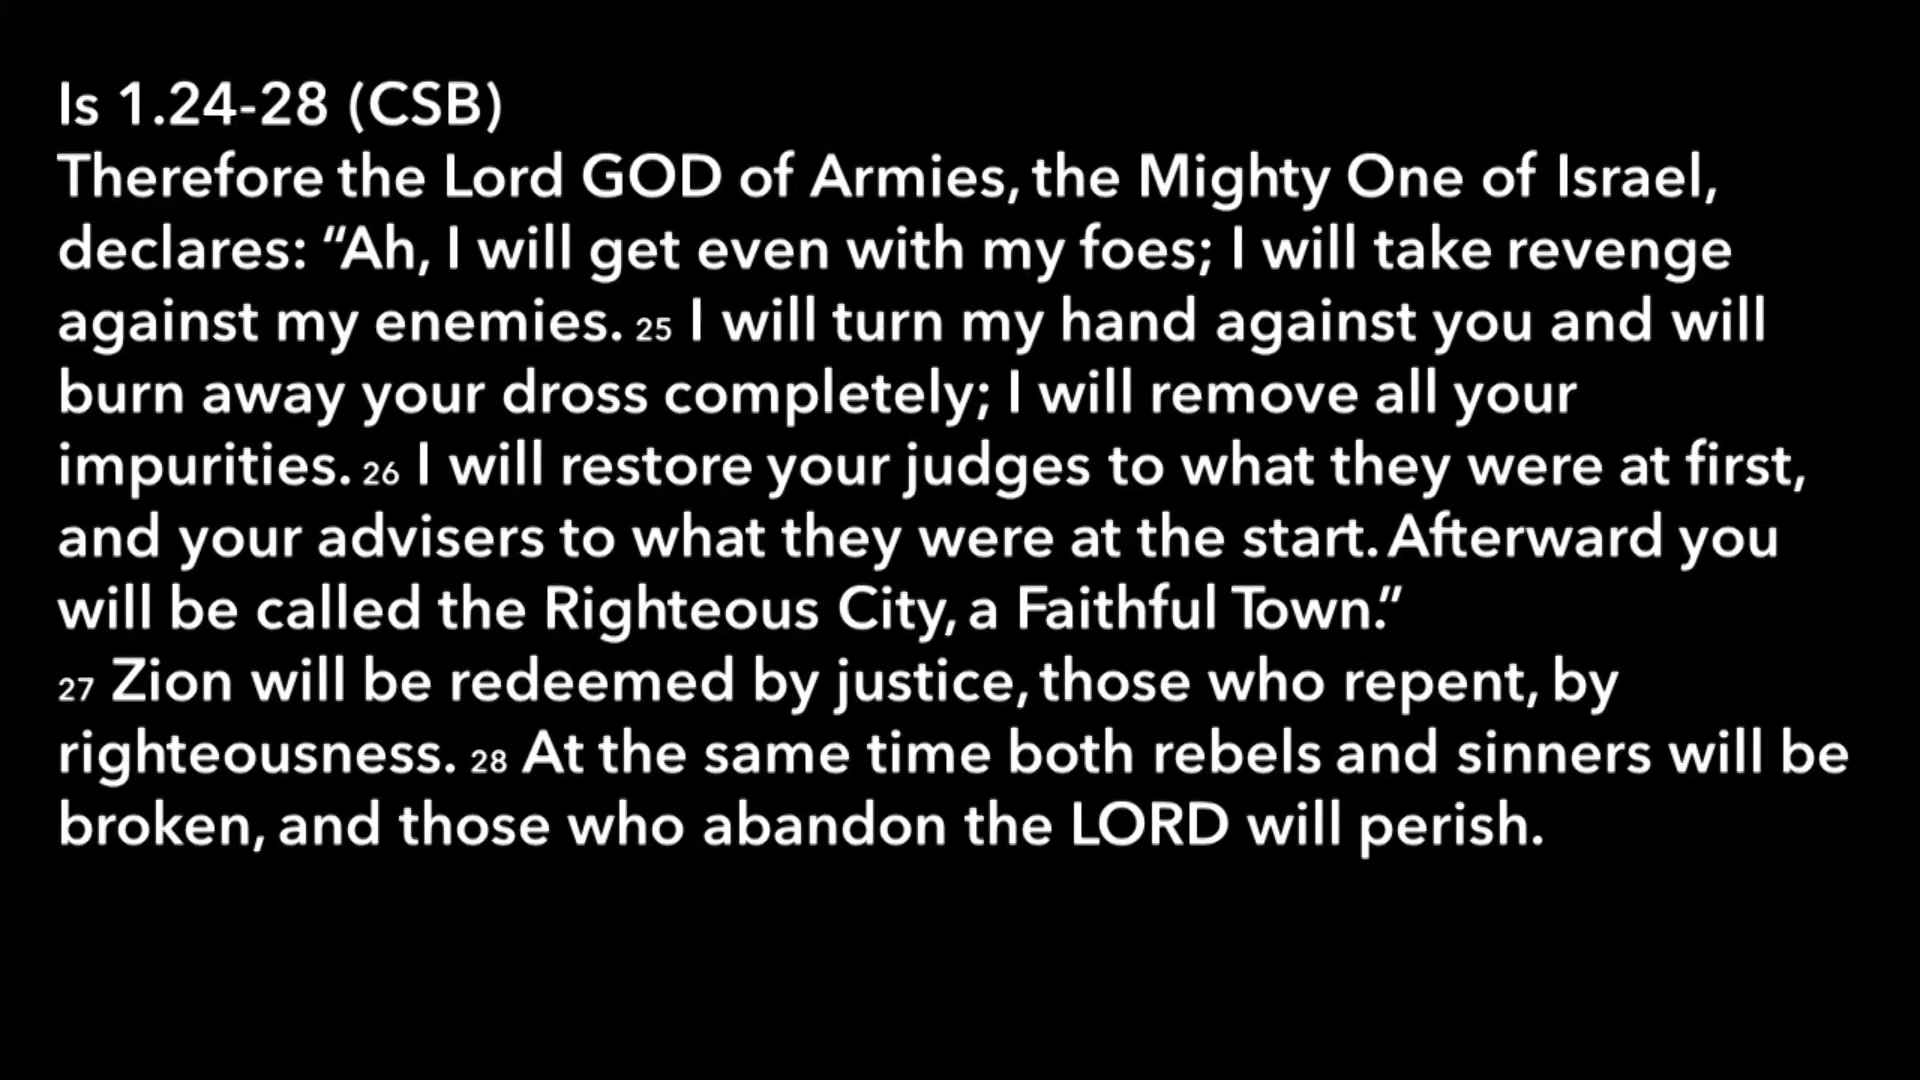 Is 1.24-28 (CSB)
Therefore the Lord GOD of Armies, the Mighty One of Israel,
declares: “Ah, I will get even with my foes; I will take revenge
against my enemies. 25 I will turn my hand against you and will
burn away your dross completely; I will remove all your
impurities. 26 I will restore your judges to what they were at first,
and your advisers to what they were at the start. Afterward you
will be called the Righteous City, a Faithful Town.”
27 Zion will be redeemed by justice, those who repent, by
righteousness. 28 At the same time both rebels and sinners will be
broken, and those who abandon the LORD will perish.